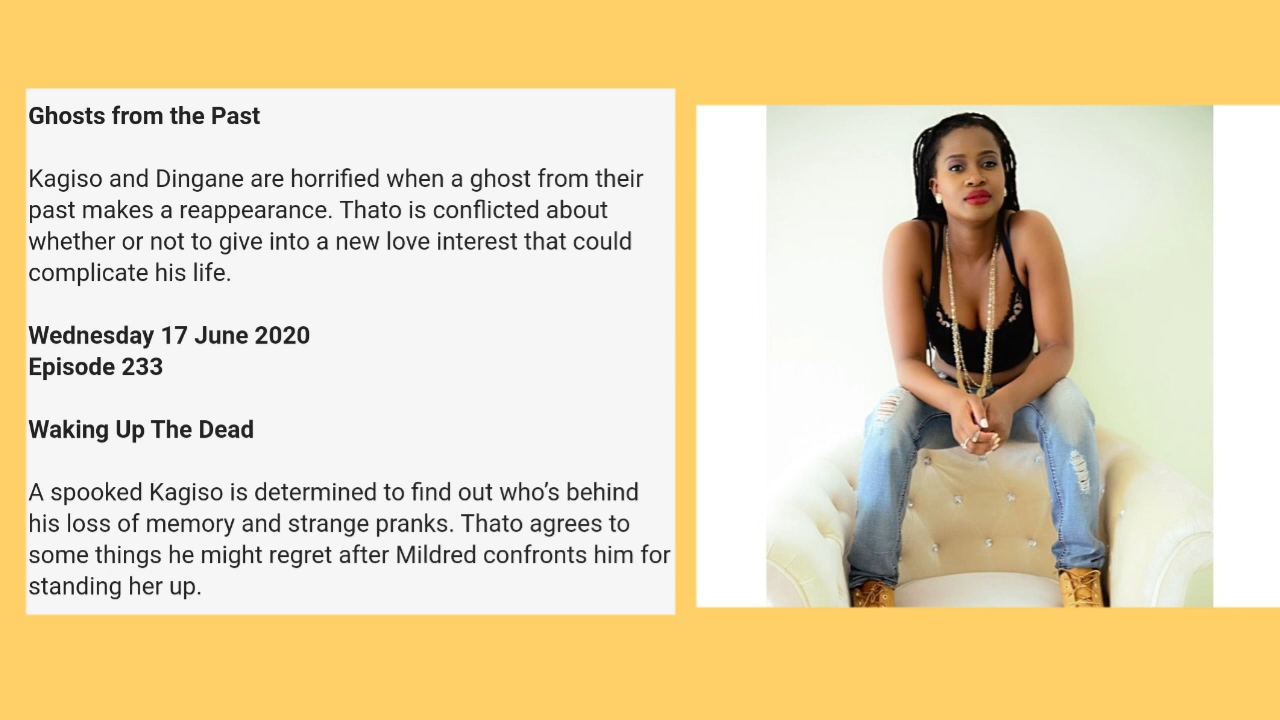 Ghosts from the Past
Kagiso and Dingane are horrified when a ghost from their
past makes a reappearance. Thato is conflicted about
whether or not to give into a new love interest that could
complicate his life.
Wednesday 17 June 2020
Episode 233
Waking Up The Dead
A spooked Kagiso is determined to find out who’s behind
his loss of memory and strange pranks. Thato agrees to
some things he might regret after Mildred confronts him for
standing her up.